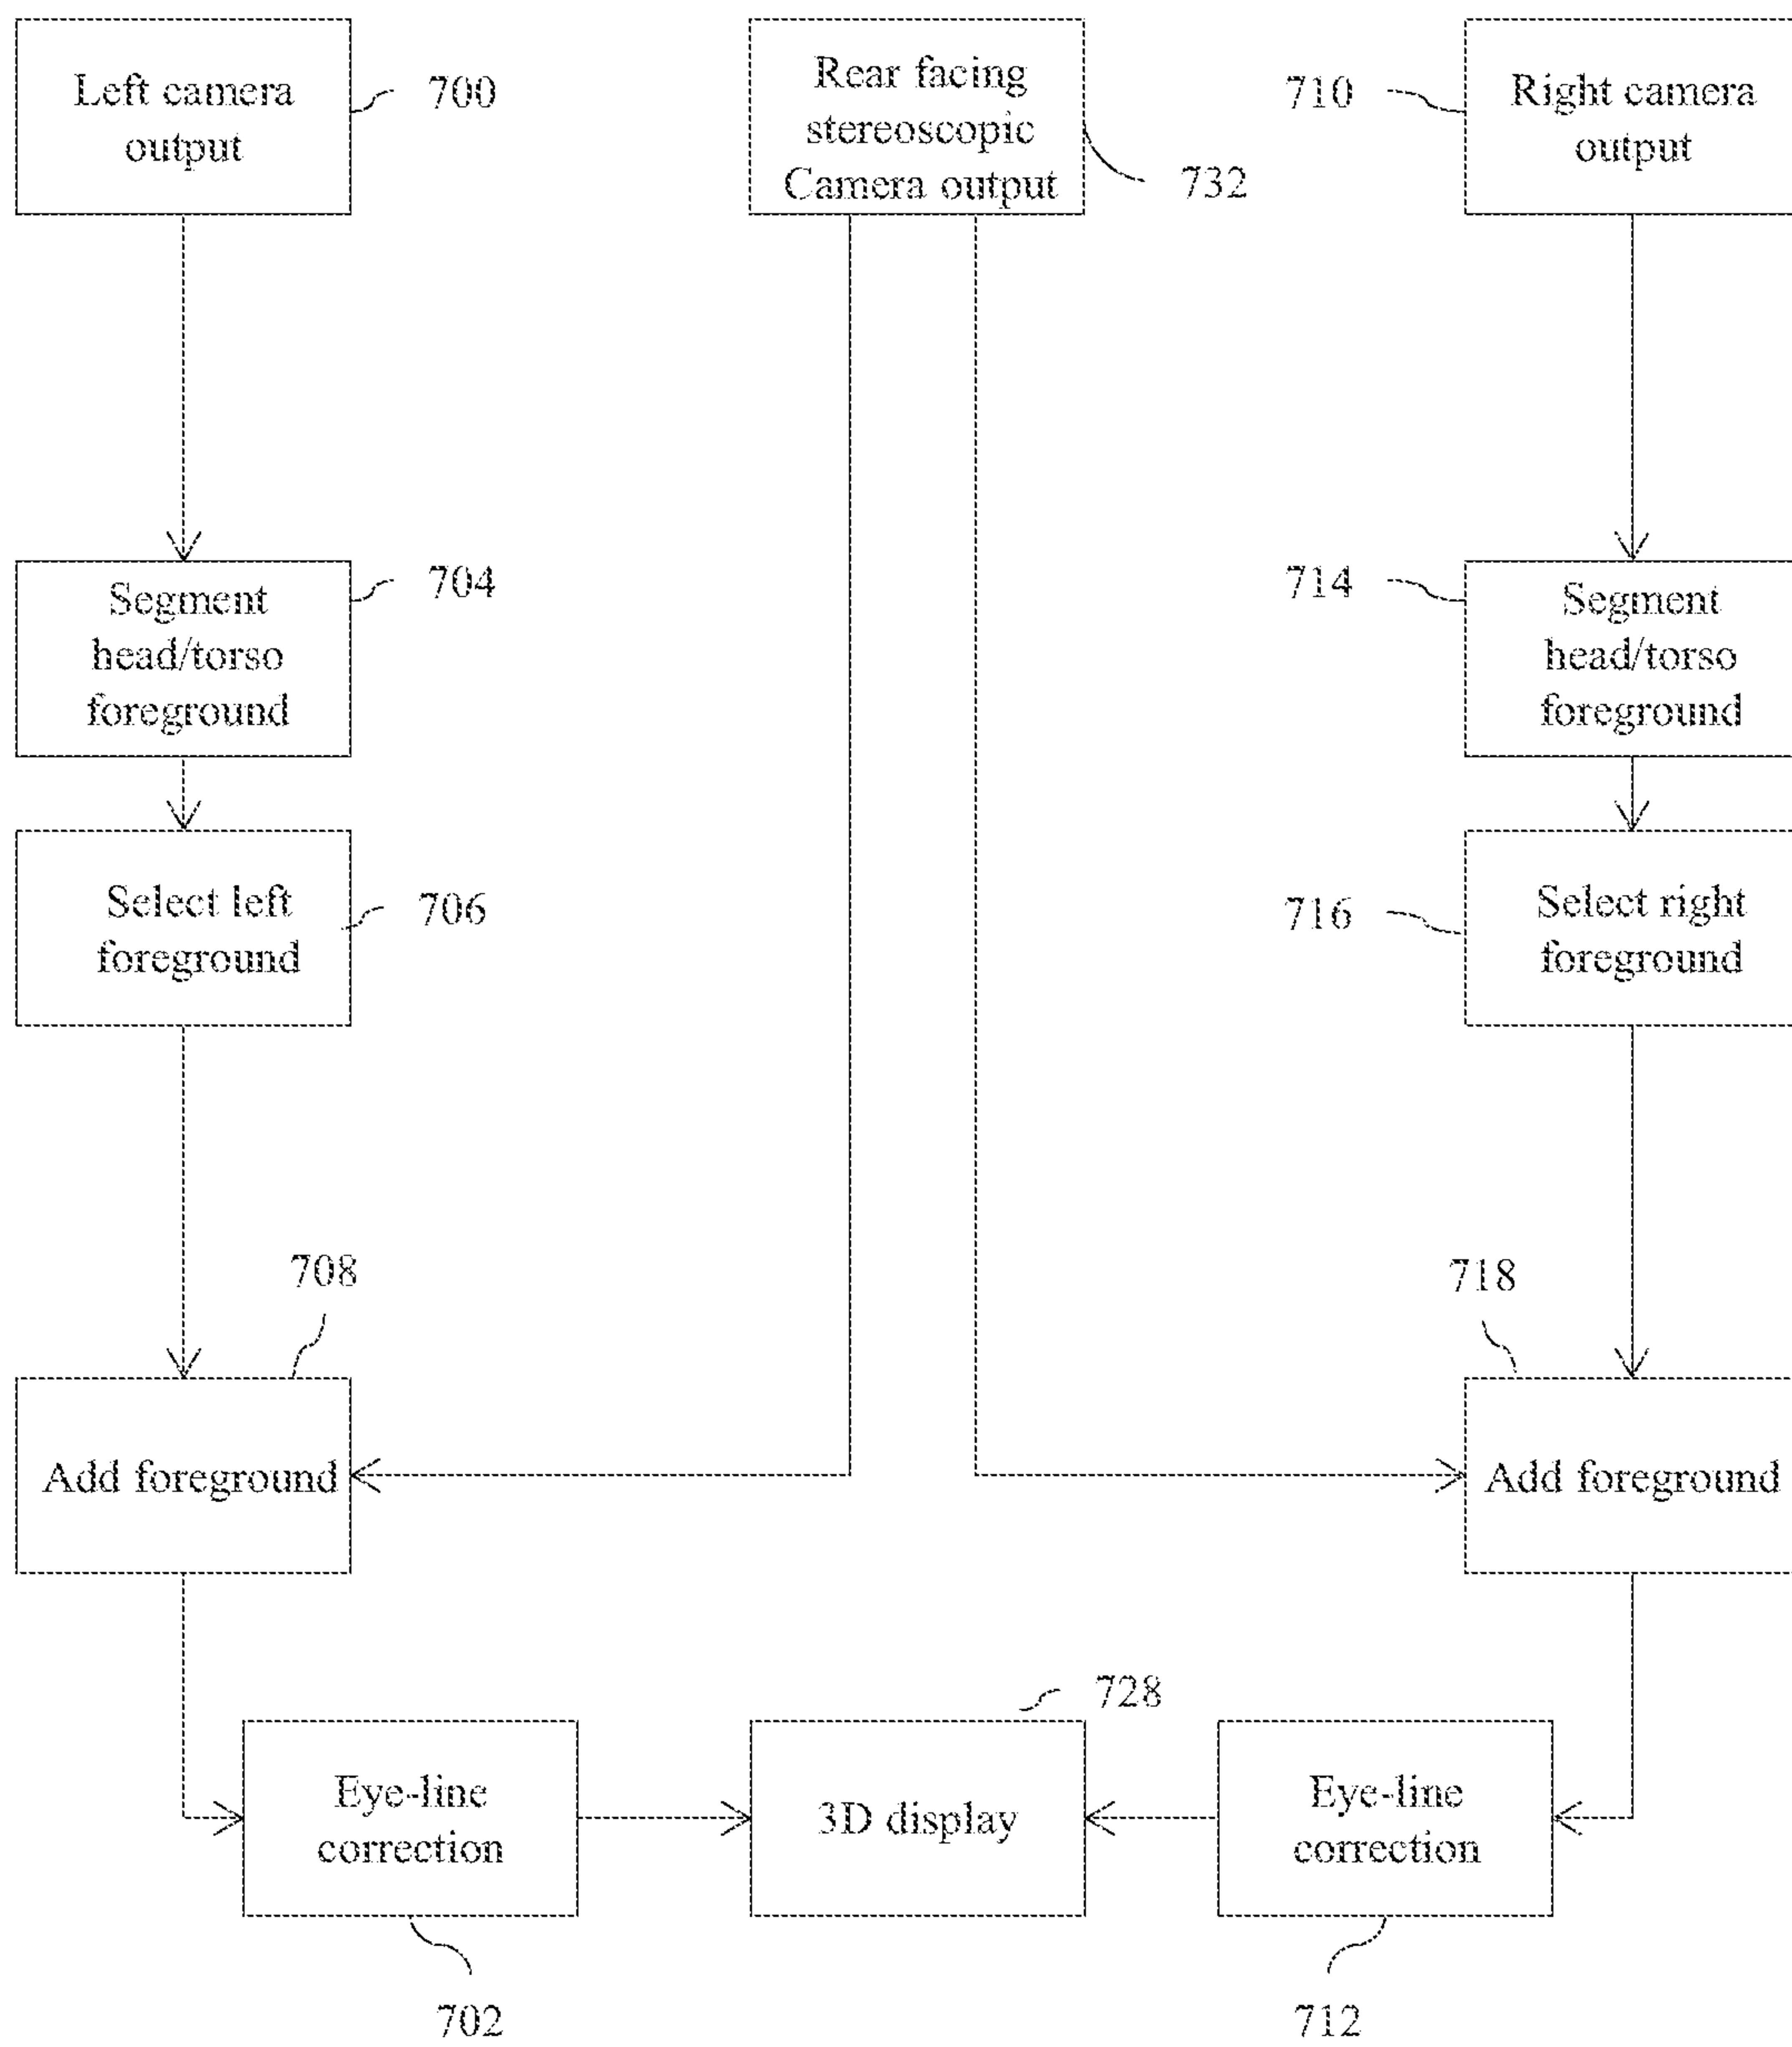 Left camera
output
700
Rear facing
stereoscopic
Camera output
732
710
Right camera
output
Segment
head/torso
foreground
704
714
Segment
head/torso
foreground
Select left
foreground
706
716
Select right
foreground
708
718
Add foreground
Add foreground
728
Eye-line
correction
3D display
Eye-line
correction
702
712